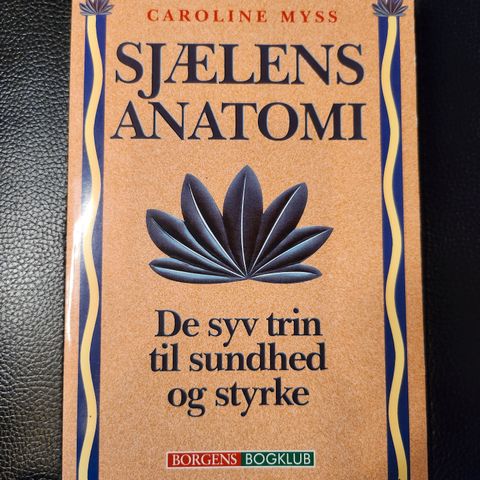 CAROLINE MYSS
SJÆLENS
ANATOMI
De syv trin
til sundhed
og styrke
BORGENS BOGKLUB